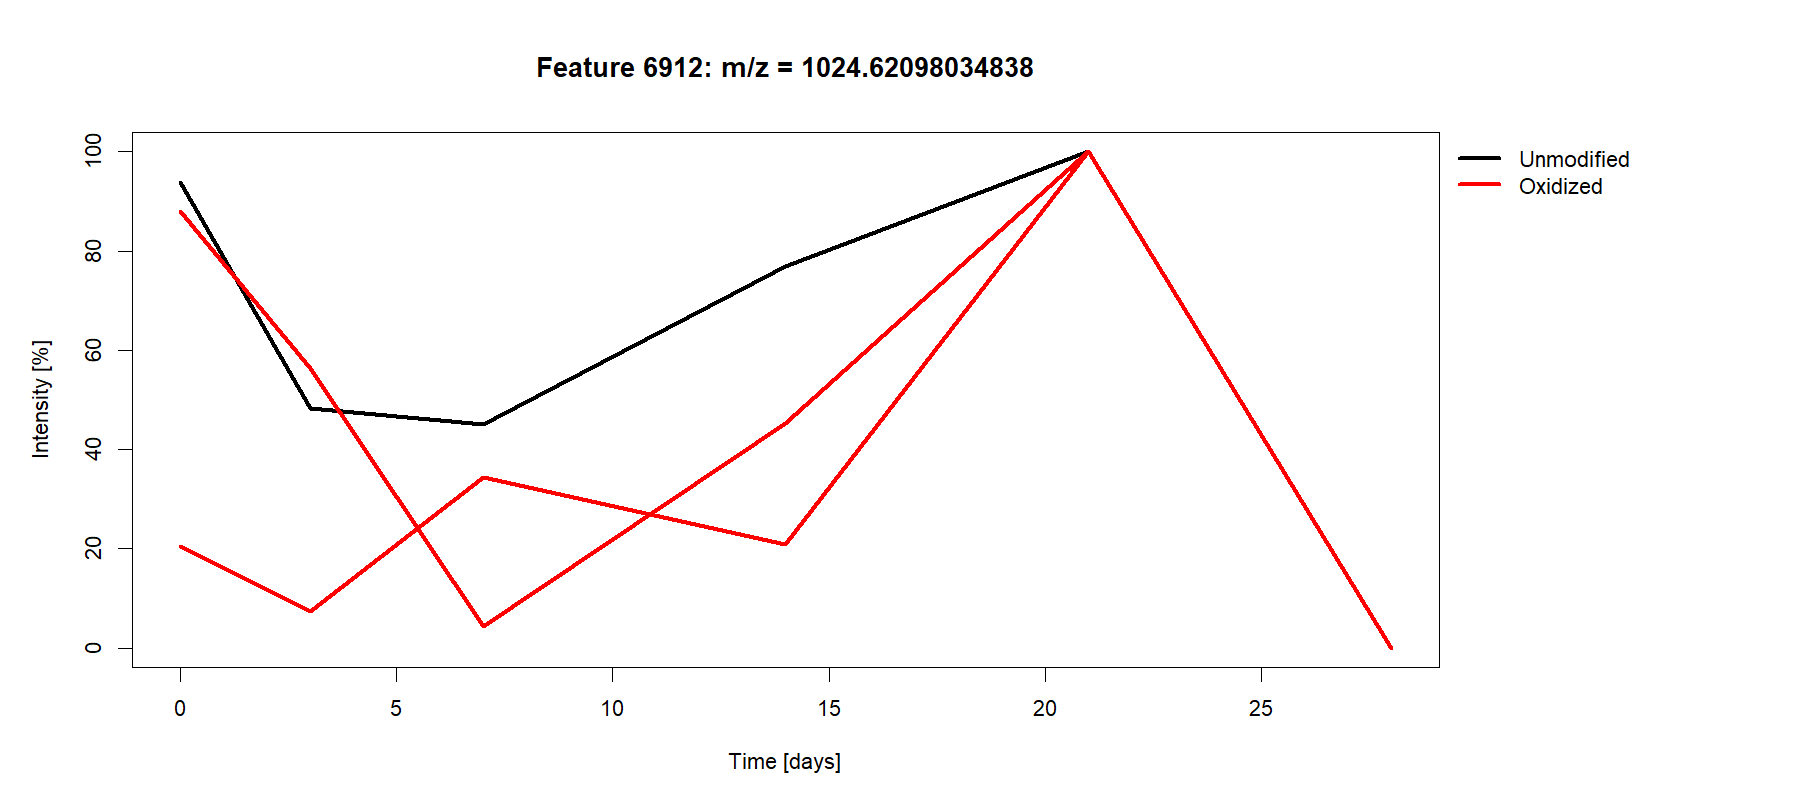 Feature 6912: m/z = 1024.62098034838
Unmodified
Oxidized
Intensity [%]
100
80
60
40
20
0
0 5 10 15 20 25
Time [days]